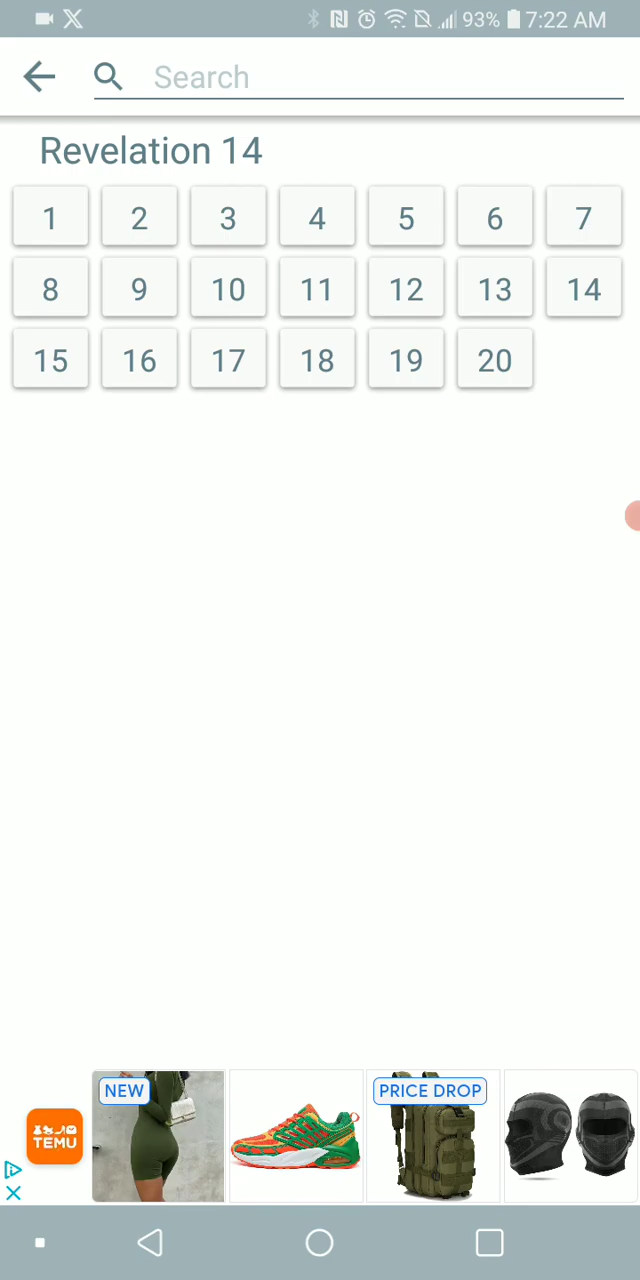 93% 7:22 AM
Search
Revelation 14
1 2 3 4 5 6 7
8 9 10 11 12 13 14
15 16 17 18 19 20
NEW
PRICE DROP
TEMU